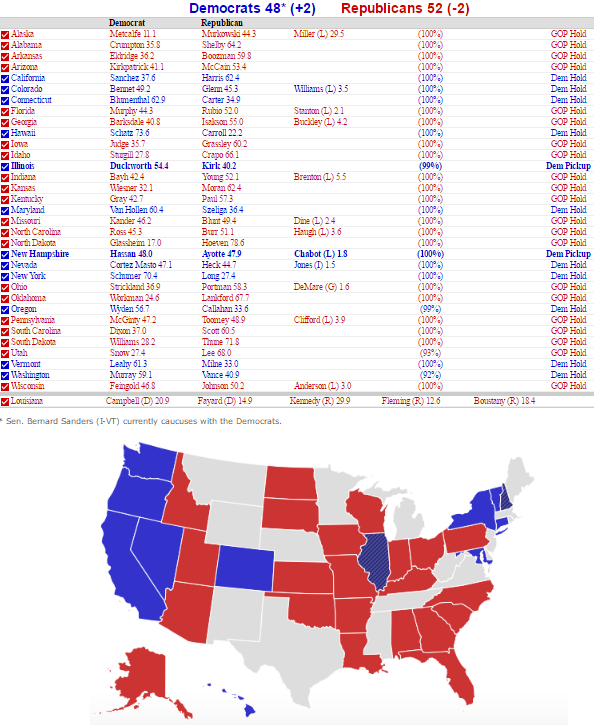 Democrats 48* (+2) Republicans 52 (-2)
Democrat Republican
Alaska Metcalfe 11.1 Murkowski 44.3 Miller (L) 29.5 (100%) GOP Hold
Alabama Crumpton 35.8 Shelby 64.2 (100%) GOP Hold
Arkansas Eldridge 36.2 Boozman 59.8 (100%) GOP Hold
Arizona Kirkpatrick 41.1 McCain 53.4 (100%) GOP Hold
California Sanchez 37.6 Harris 62.4 (100%) Dem Hold
Colorado Bennet 49.2 Glenn 45.3 Williams (L) 3.5 (100%) Dem Hold
Connecticut Blumenthal 62.9 Carter 34.9 (100%) Dem Hold
Florida Murphy 44.3 Rubio 52.0 Stanton (L) 2.1 (100%) GOP Hold
Georgia Barksdale 40.8 Isakson 55.0 Buckley (L) 4.2 (100%) GOP Hold
Hawaii Schatz 73.6 Carroll 22.2 (100%) Dem Hold
Iowa Judge 35.7 Grassley 60.2 (100%) GOP Hold
Idaho Sturgill 27.8 Crapo 66.1 (100%) GOP Hold
Illinois Duckworth 54.4 Kirk 40.2 (99%) Dem Pickup
Indiana Bayh 42.4 Young 52.1 Brenton (L) 5.5 (100%) GOP Hold
Kansas Wiesner 32.1 Moran 62.4 (100%) GOP Hold
Kentucky Gray 42.7 Paul 57.3 (100%) GOP Hold
Maryland Van Hollen 60.4 Szeliga 36.4 (100%) Dem Hold
Missouri Kander 46.2 Blunt 49.4 Dine (L) 2.4 (100%) GOP Hold
North Carolina Ross 45.3 Burr 51.1 Haugh (L) 3.6 (100%) GOP Hold
North Dakota Glassheim 17.0 Hoeven 78.6 (100%) GOP Hold
New Hampshire Hassan 48.0 Ayotte 47.9 Chabot (L) 1.8 (100%) Dem Pickup
Nevada Cortez Masto 47.1 Heck 44.7 Jones (I) 1.5 (100%) Dem Hold
New York Schumer 70.4 Long 27.4 (100%) Dem Hold
Ohio Strickland 36.9 Portman 58.3 DeMare (G) 1.6 (100%) GOP Hold
Oklahoma Workman 24.6 Lankford 67.7 (100%) GOP Hold
Oregon Wyden 56.7 Callahan 33.6 (99%) Dem Hold
Pennsylvania McGinty 47.2 Toomey 48.9 Clifford (L) 3.9 (100%) GOP Hold
South Carolina Dixon 37.0 Scott 60.5 (100%) GOP Hold
South Dakota Williams 28.2 Thune 71.8 (100%) GOP Hold
Utah Snow 27.4 Lee 68.0 (93%) GOP Hold
Vermont Leahy 61.3 Milne 33.0 (100%) Dem Hold
Washington Murray 59.1 Vance 40.9 (92%) Dem Hold
Wisconsin Feingold 46.8 Johnson 50.2 Anderson (L) 3.0 (100%) GOP Hold
Louisiana Campbell (D) 20.9 Fayard (D) 14.9 Kennedy (R) 29.9 Fleming (R) 12.6 Boustany (R) 18.4
* Sen. Bernard Sanders (I-VT) currently caucuses with the Democrats.